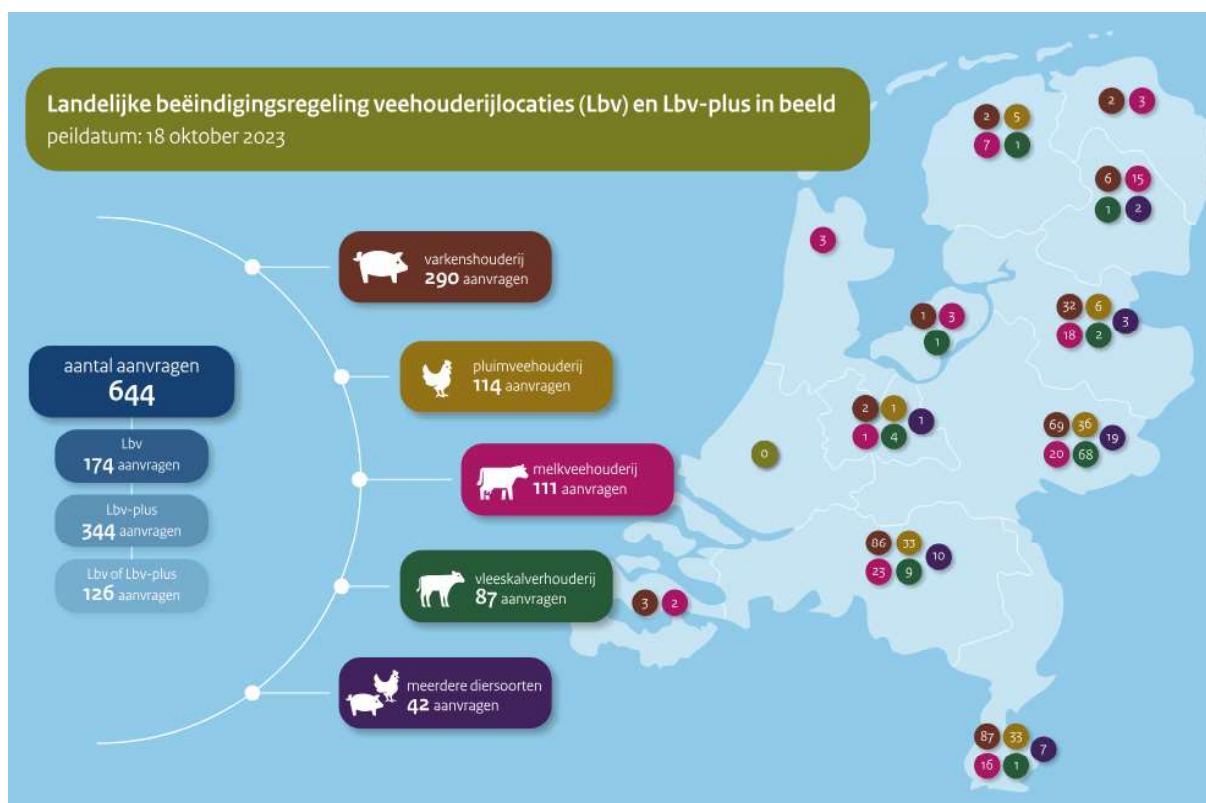 Landelijke beëindigingsregeling veehouderijlocaties (Lbv) en Lbv-plus in beeld
peildatum: 18 oktober 2023
aantal aanvragen
644
Lbv
174 aanvragen
Lbv-plus
344 aanvragen
Lbv of Lbv-plus
126 aanvragen
varkenshouderij
290 aanvragen
pluimveehouderij
114 aanvragen
melkveehouderij
111 aanvragen
vleeskalverhouderij
87 aanvragen
meerdere diersoorten
42 aanvragen
2 5
7 1
2 3
6 15
1 2
3
1 3
1
32 6
3
18 2
2 1
1
1 4
69 36
19
20 68
0
86 33
10
23 9
3 2
87 33
7
16 1